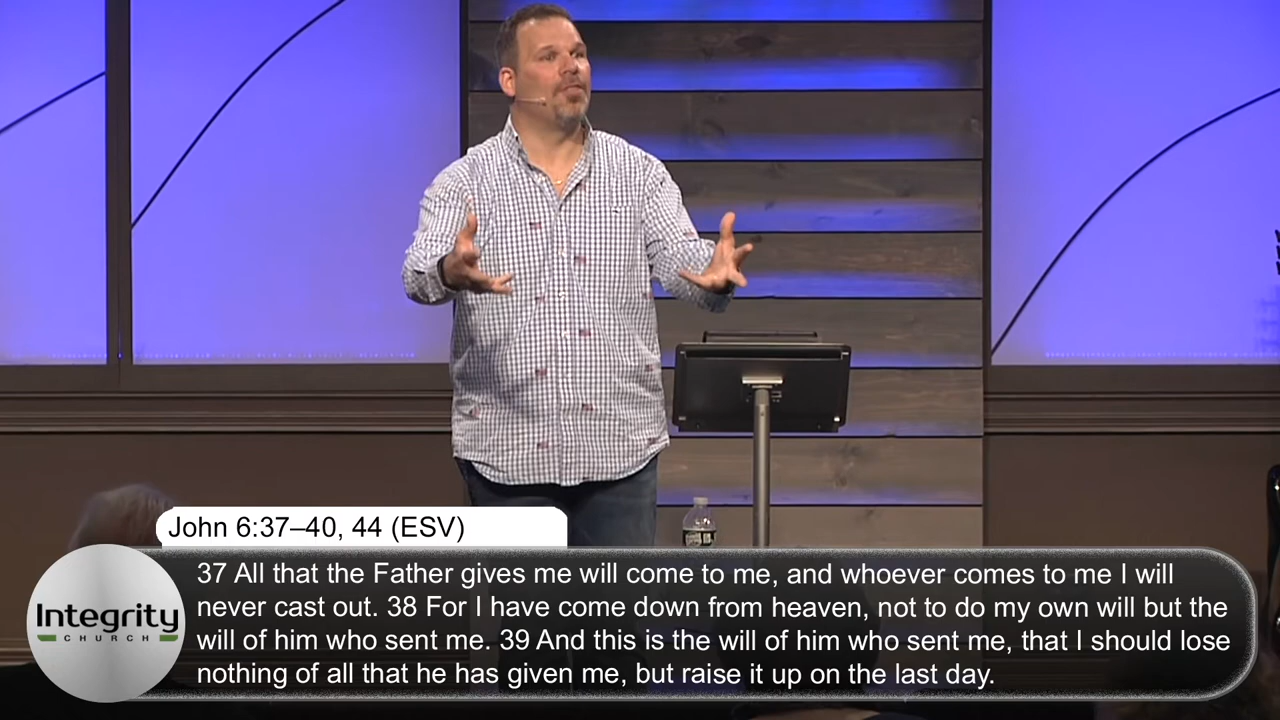 John 6:37–40, 44 (ESV)
37 All that the Father gives me will come to me, and whoever comes to me I will
never cast out. 38 For I have come down from heaven, not to do my own will but the
will of him who sent me. 39 And this is the will of him who sent me, that I should lose
nothing of all that he has given me, but raise it up on the last day.
Integrity
CHURCH